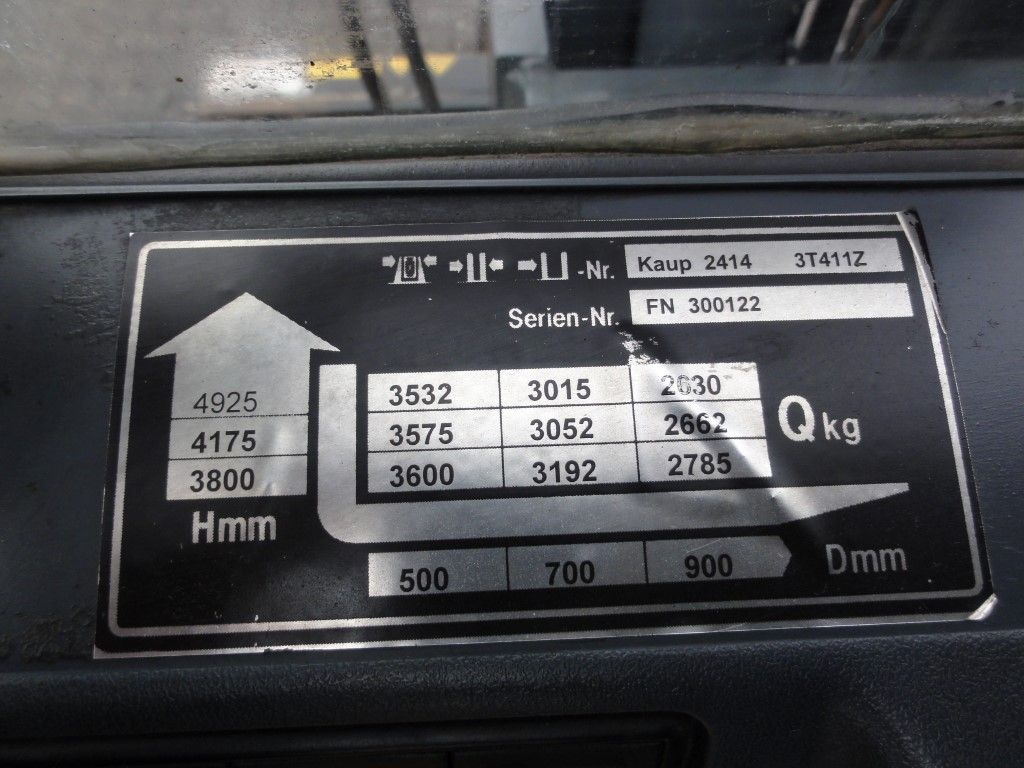 -Nr. Kaup 2414 3T411Z
Serien-Nr. FN 300122
4925 3532 3015 2630
4175 3575 3052 2662
3800 3600 3192 2785
Q kg
Hmm
500 700 900 Dmm